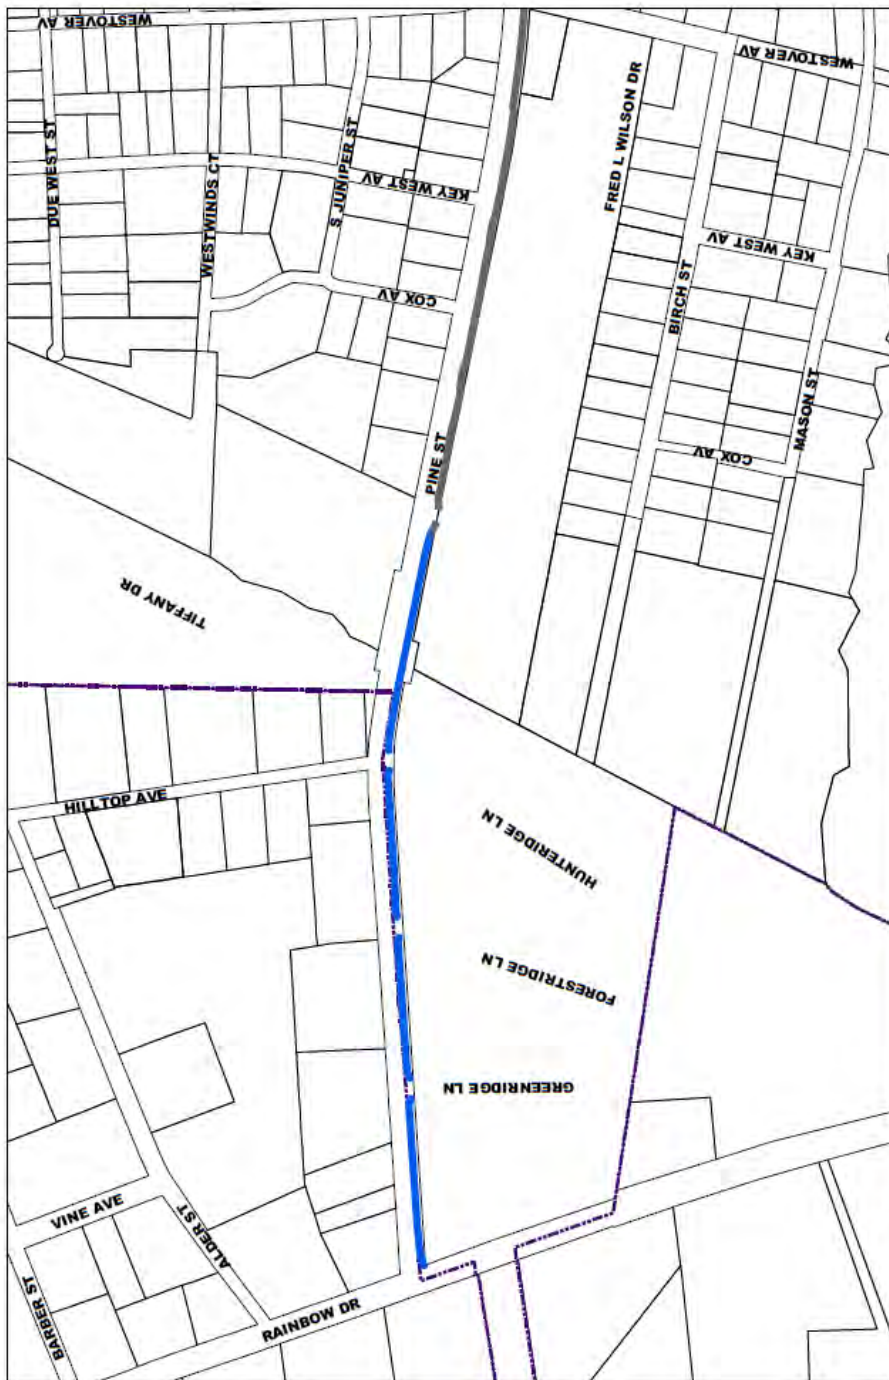 WESTOVER AV
WESTOVER AV
DUE WEST ST
WESTWINDS CT
S JUNIPER ST
KEY WEST AV
FRED L WILSON DR
KEY WEST AV
COX AV
BIRCH ST
MASON ST
COX AV
PINE ST
TIFFANY DR
HILLTOP AVE
HUNTERIDGE LN
FORESTRIDGE LN
GREENRIDGE LN
VINE AVE
ALDER ST
BARBER ST
RAINBOW DR